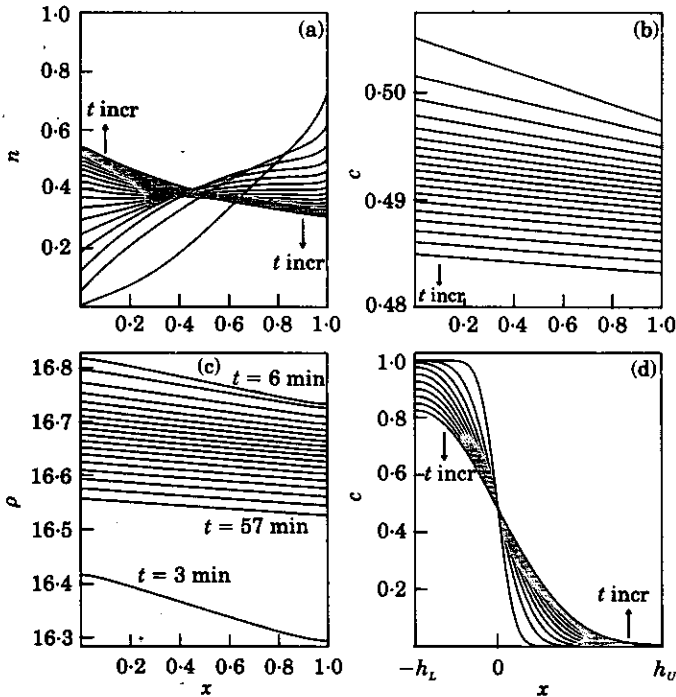 (a)
1·0
0·8
0·6
0·4
0·2
n
t incr
t incr
0·2 0·4 0·6 0·8 1·0
(b)
0·50
0·49
0·48
c
t incr
0·2 0·4 0·6 0·8 1·0
(c)
16.8
16.7
16.6
16.5
16.4
16.3
ρ
t = 6 min
t = 57 min
t = 3 min
0·2 0·4 0·6 0·8 1·0
x
(d)
1·0
0·8
0·6
0·4
0·2
c
t incr
t incr
−h_L 0 h_U
x